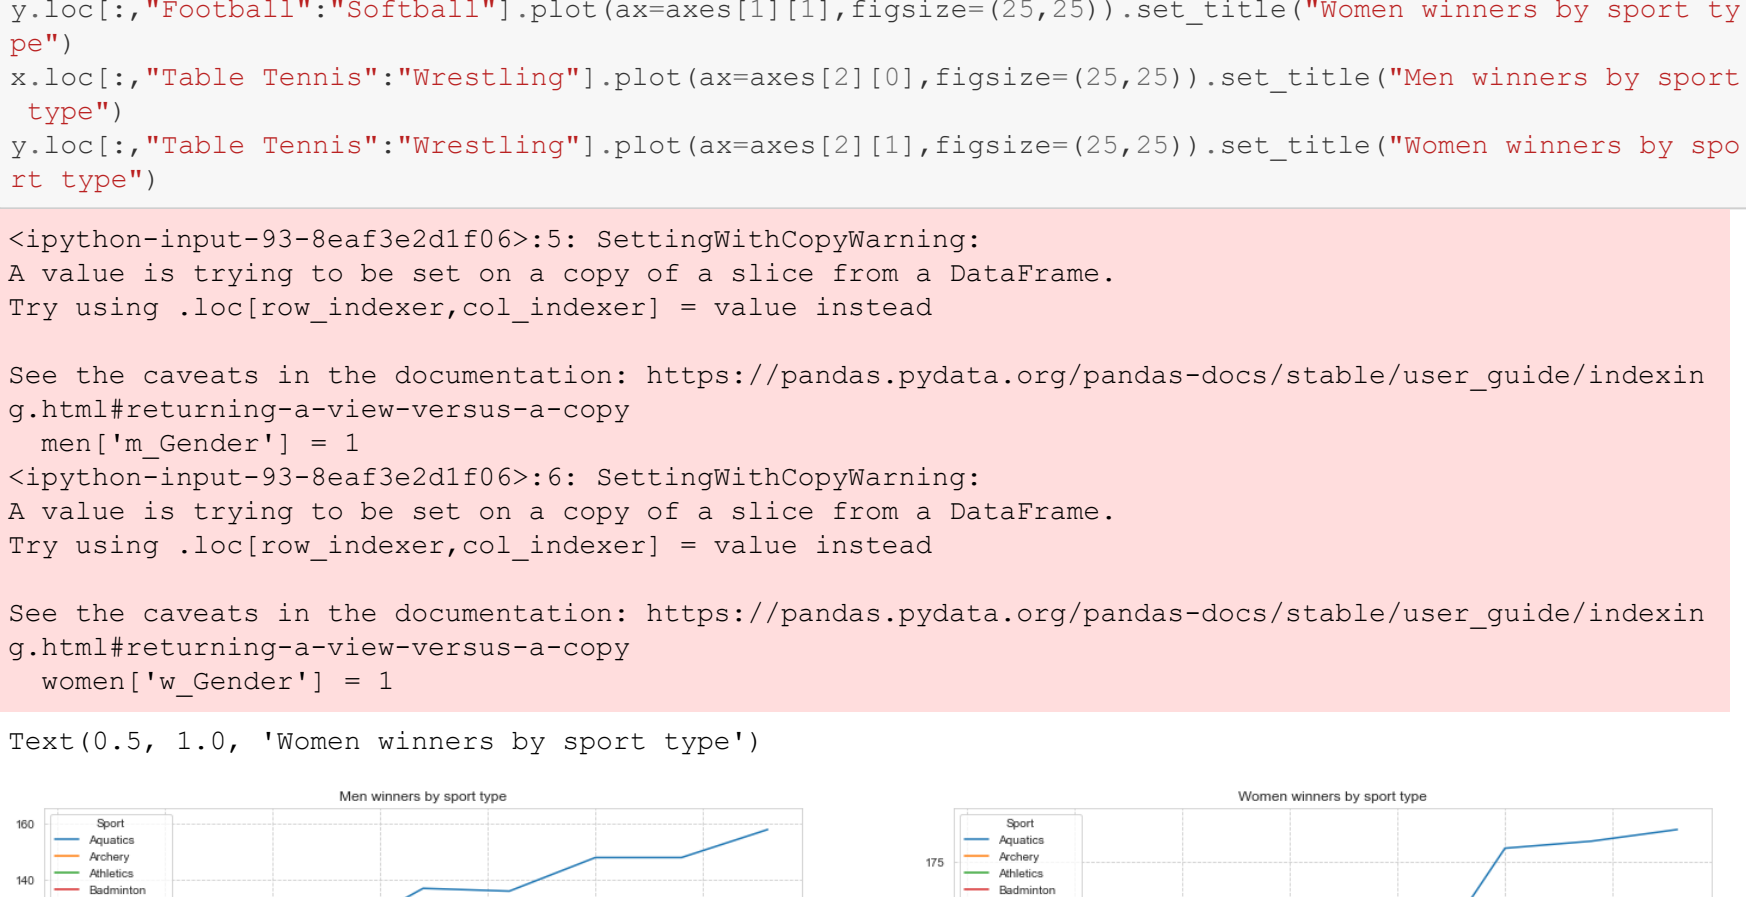 y.loc[:,"Football":"Softball"].plot(ax=axes[1][1],figsize=(25,25)).set_title("Women winners by sport ty
pe")
x.loc[:,"Table Tennis":"Wrestling"].plot(ax=axes[2][0],figsize=(25,25)).set_title("Men winners by sport
 type")
y.loc[:,"Table Tennis":"Wrestling"].plot(ax=axes[2][1],figsize=(25,25)).set_title("Women winners by spo
rt type")
<ipython-input-93-8eaf3e2d1f06>:5: SettingWithCopyWarning:
A value is trying to be set on a copy of a slice from a DataFrame.
Try using .loc[row_indexer,col_indexer] = value instead
See the caveats in the documentation: https://pandas.pydata.org/pandas-docs/stable/user_guide/indexin
g.html#returning-a-view-versus-a-copy
  men['m_Gender'] = 1
<ipython-input-93-8eaf3e2d1f06>:6: SettingWithCopyWarning:
A value is trying to be set on a copy of a slice from a DataFrame.
Try using .loc[row_indexer,col_indexer] = value instead
See the caveats in the documentation: https://pandas.pydata.org/pandas-docs/stable/user_guide/indexin
g.html#returning-a-view-versus-a-copy
  women['w_Gender'] = 1
Text(0.5, 1.0, 'Women winners by sport type')
Men winners by sport type
160
140
Sport
Aquatics
Archery
Athletics
Badminton
Women winners by sport type
175
Sport
Aquatics
Archery
Athletics
Badminton